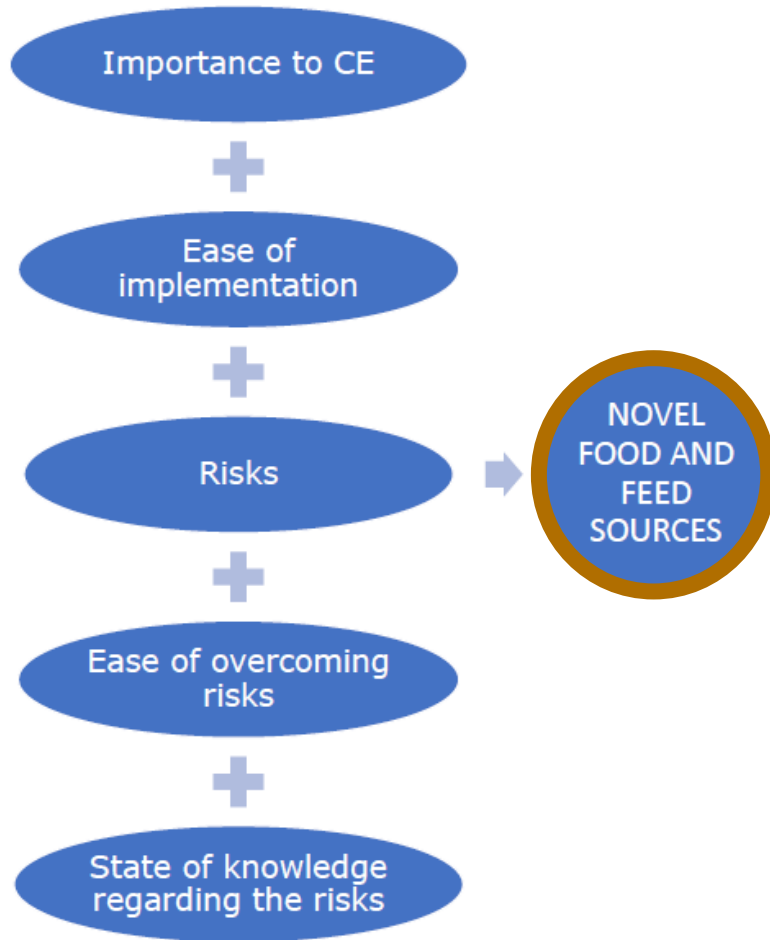 Importance to CE
Ease of
implementation
Risks
NOVEL
FOOD AND
FEED
SOURCES
Ease of overcoming
risks
State of knowledge
regarding the risks